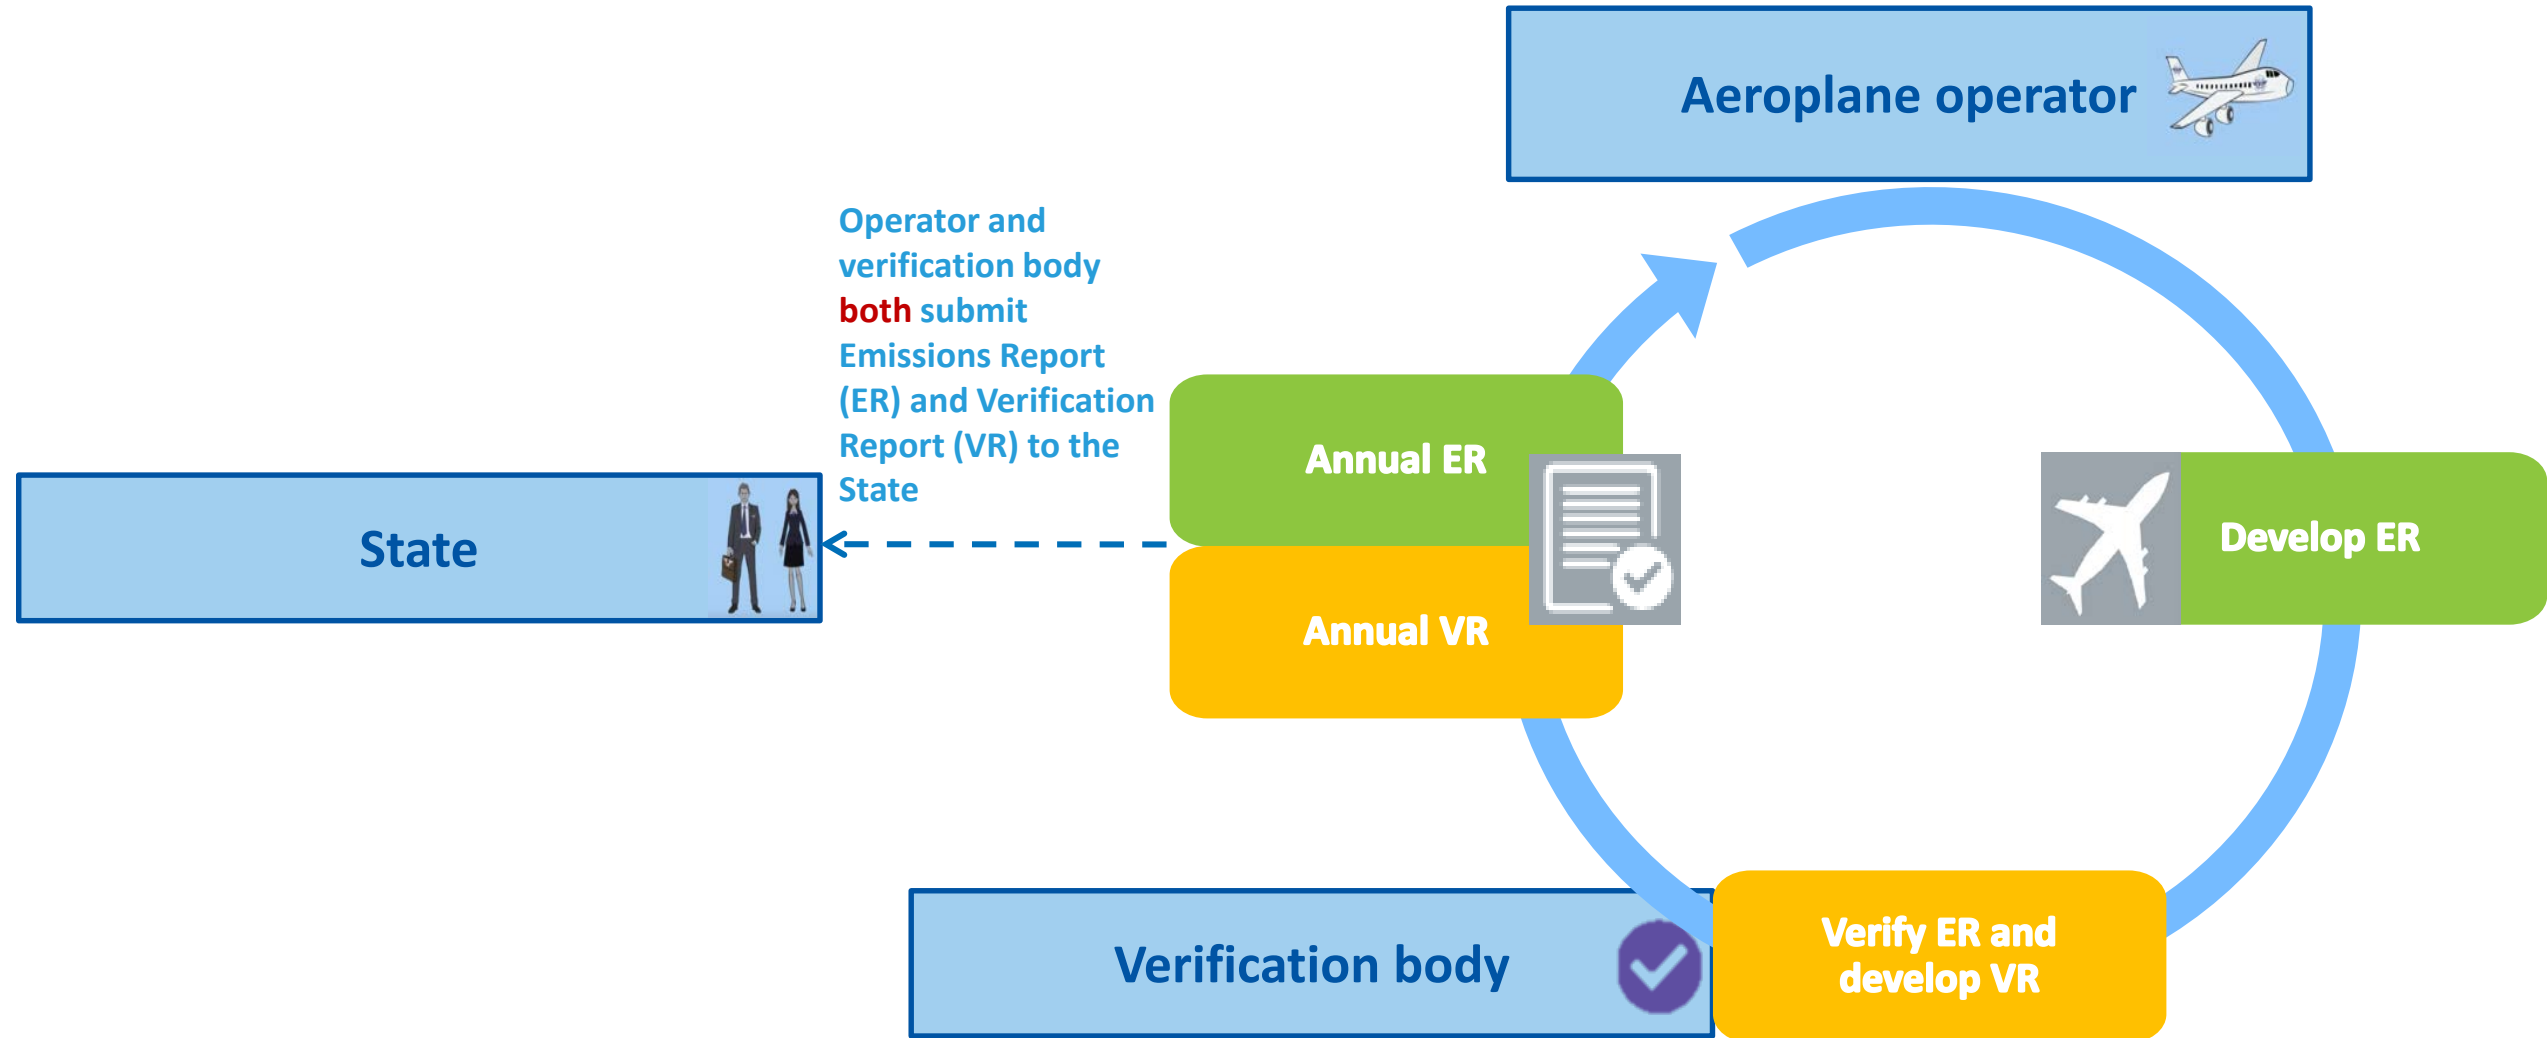 Aeroplane operator
Operator and
verification body
both submit
Emissions Report
(ER) and Verification
Report (VR) to the
State
Annual ER
Develop ER
State
Annual VR
Verification body
Verify ER and
develop VR